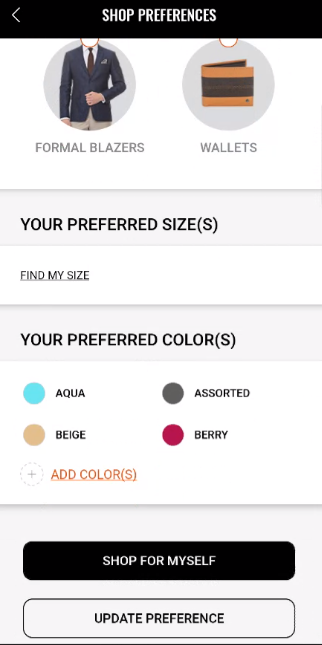 SHOP PREFERENCES
FORMAL BLAZERS
WALLETS
YOUR PREFERRED SIZE(S)
FIND MY SIZE
YOUR PREFERRED COLOR(S)
AQUA
ASSORTED
BEIGE
BERRY
ADD COLOR(S)
SHOP FOR MYSELF
UPDATE PREFERENCE